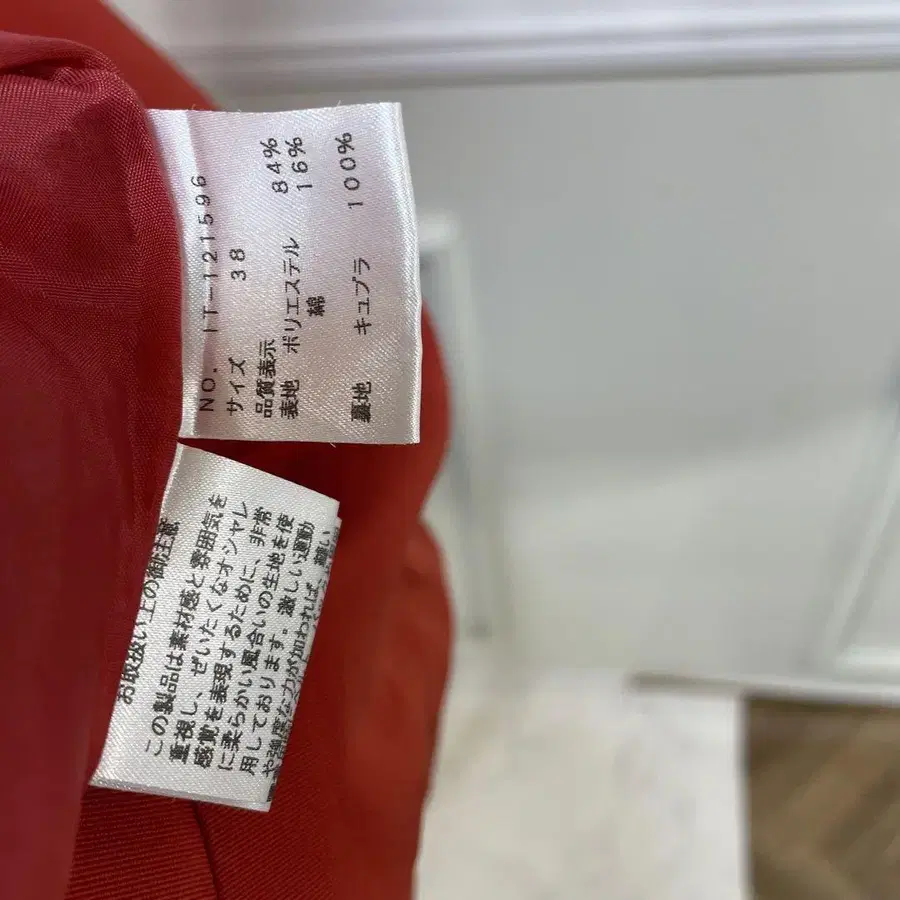 NO. IT-121596
サイズ 38
品質表示
表地 ポリエステル 84%
綿 16%
裏地 キュプラ 100%
お取扱い上の御注意
この製品は素材感と雰囲気を
重視し、ぜいたくなオシャレ
感覚を表現するために、非常
に柔らかい風合いの生地を使
用しております。激しい運動
や強度な力が加われば、縫い